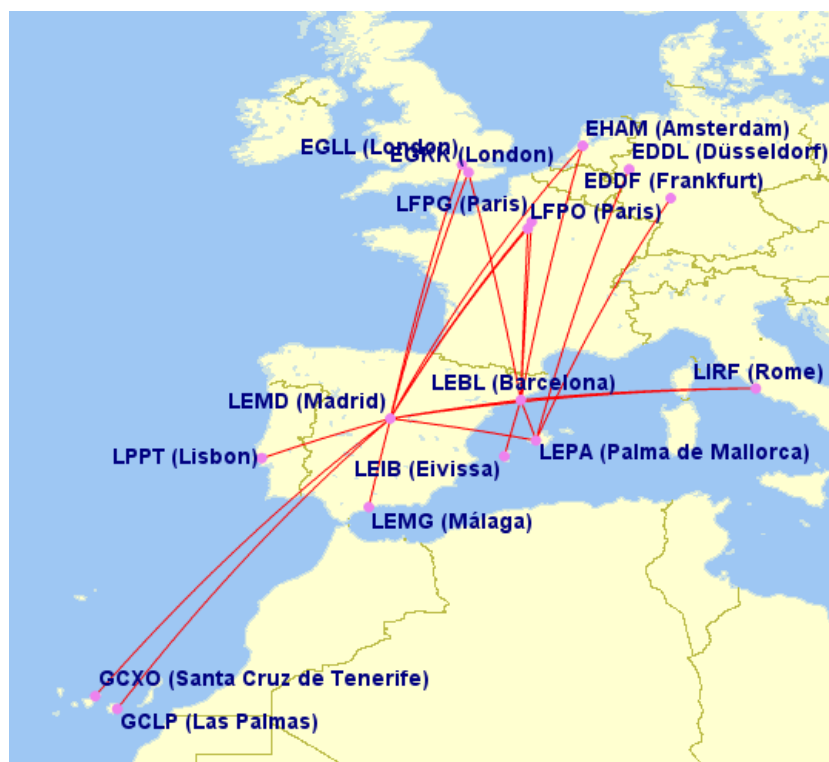 EHAM (Amsterdam)
EGLL (London)
EGKK (London)
EDDL (Düsseldorf)
EDDF (Frankfurt)
LFPG (Paris)
LFPO (Paris)
LIRF (Rome)
LEBL (Barcelona)
LEMD (Madrid)
LPPT (Lisbon)
LEPA (Palma de Mallorca)
LEIB (Eivissa)
LEMG (Málaga)
GCXO (Santa Cruz de Tenerife)
GCLP (Las Palmas)